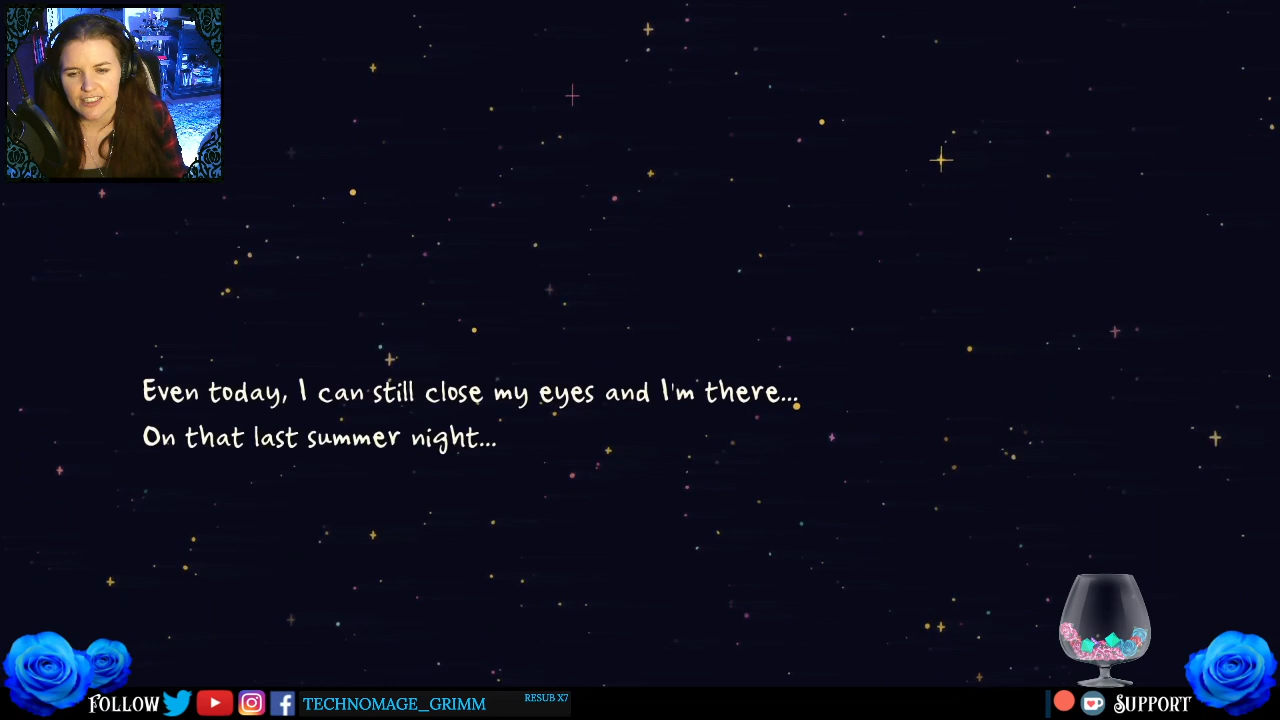 Even today, I can still close my eyes and I'm there...
On that last summer night...
Follow
TECHNOMAGE_GRIMM
RESUB X7
Support